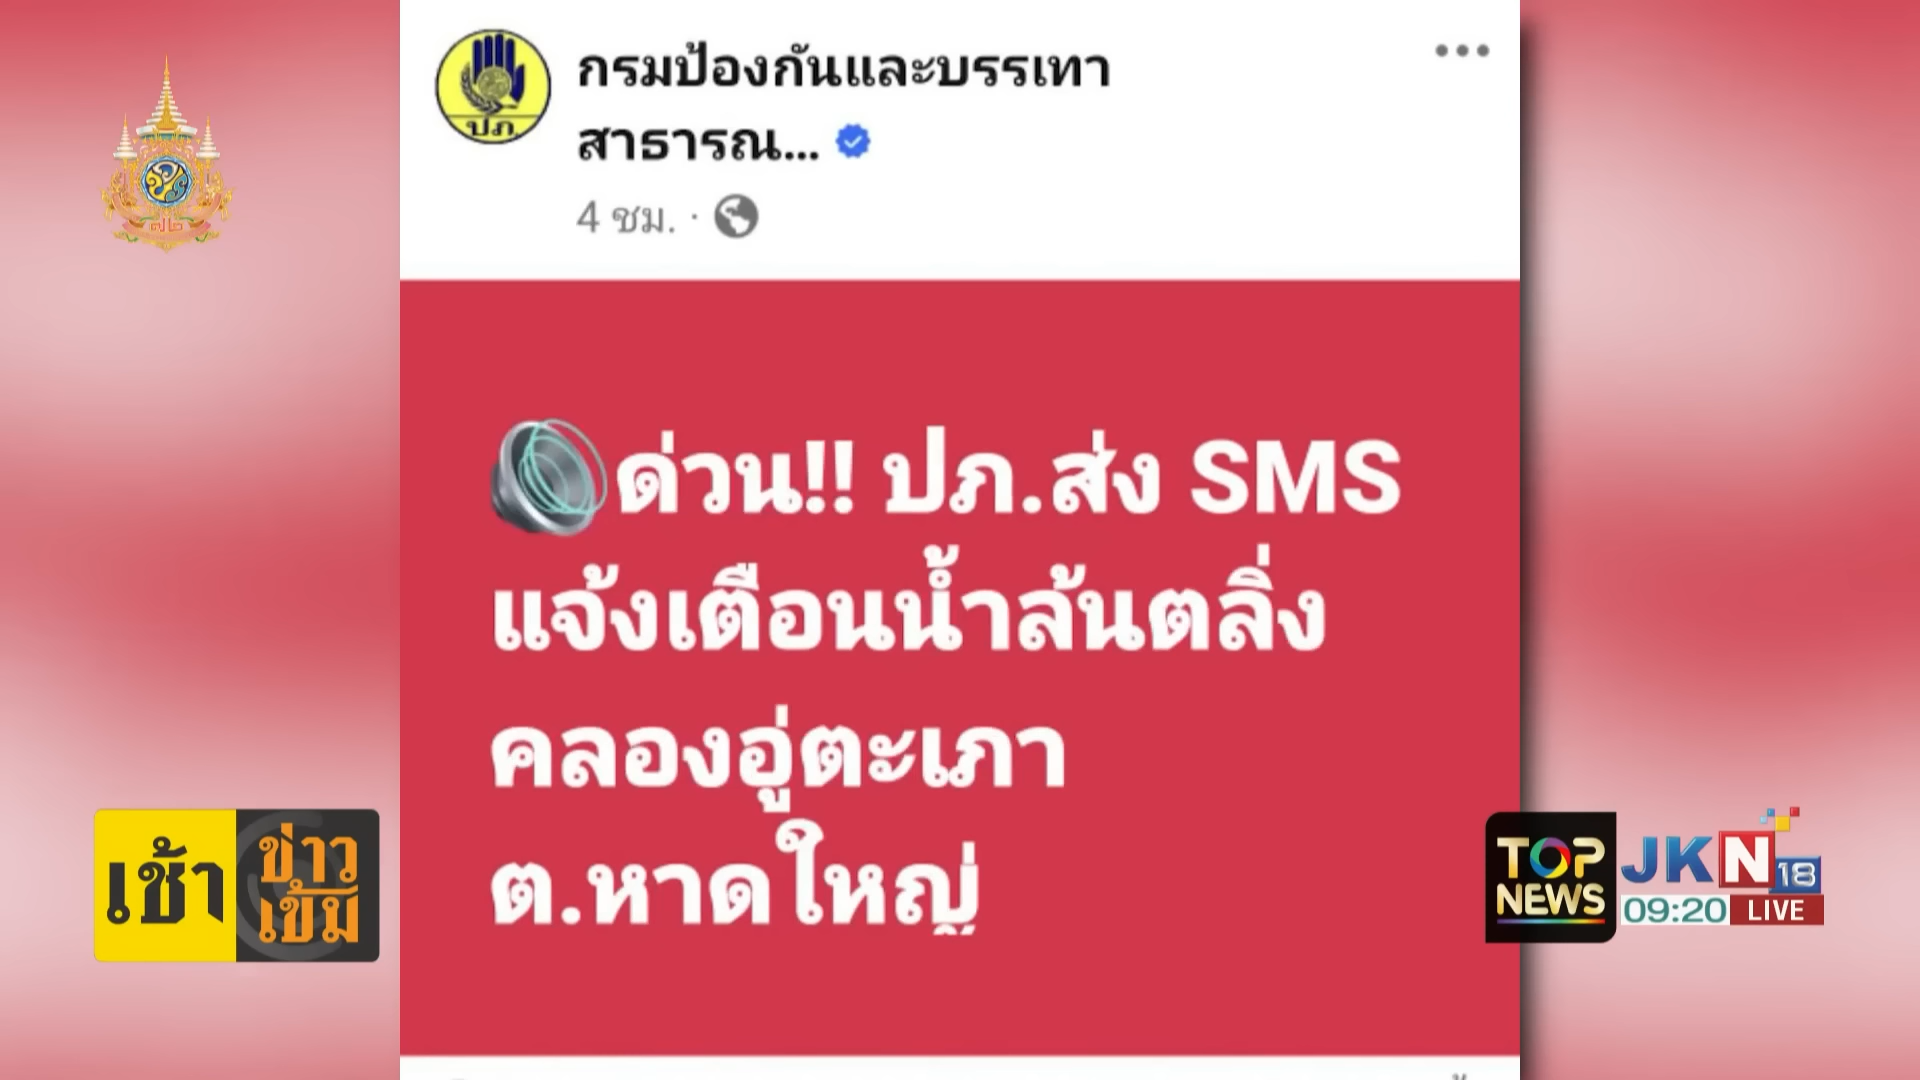 กรมป้องกันและบรรเทา
สาธารณ...
4 ชม.
ปภ.
ด่วน!! ปภ.ส่ง SMS
แจ้งเตือนน้ำล้นตลิ่ง
คลองอู่ตะเภา
ต.หาดใหญ่
เช้า
ข่าว
เข้ม
TOP
NEWS
JKN
18
09:20
LIVE